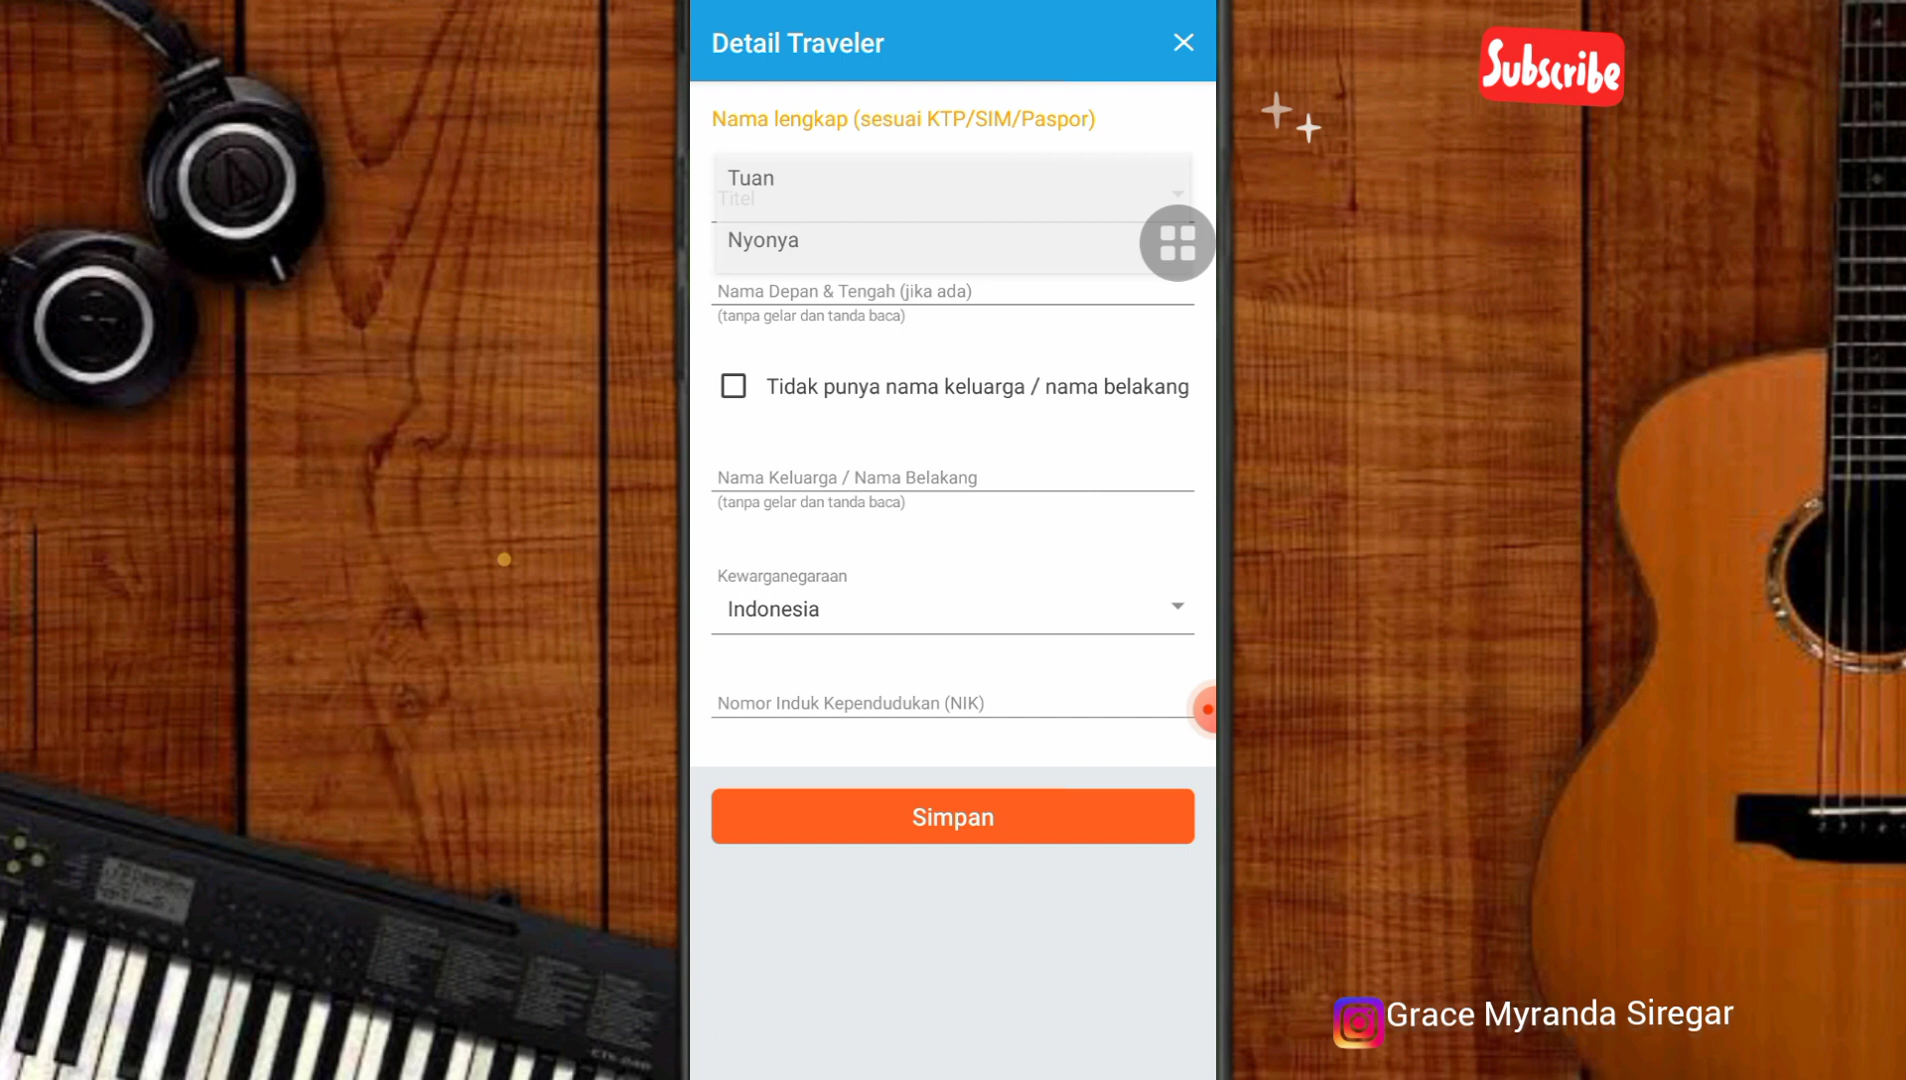 Detail Traveler
Subscribe
Nama lengkap (sesuai KTP/SIM/Paspor)
Tuan
Titel
Nyonya
Nama Depan & Tengah (jika ada)
(tanpa gelar dan tanda baca)
Tidak punya nama keluarga / nama belakang
Nama Keluarga / Nama Belakang
(tanpa gelar dan tanda baca)
Kewarganegaraan
Indonesia
Nomor Induk Kependudukan (NIK)
Simpan
Grace Myranda Siregar